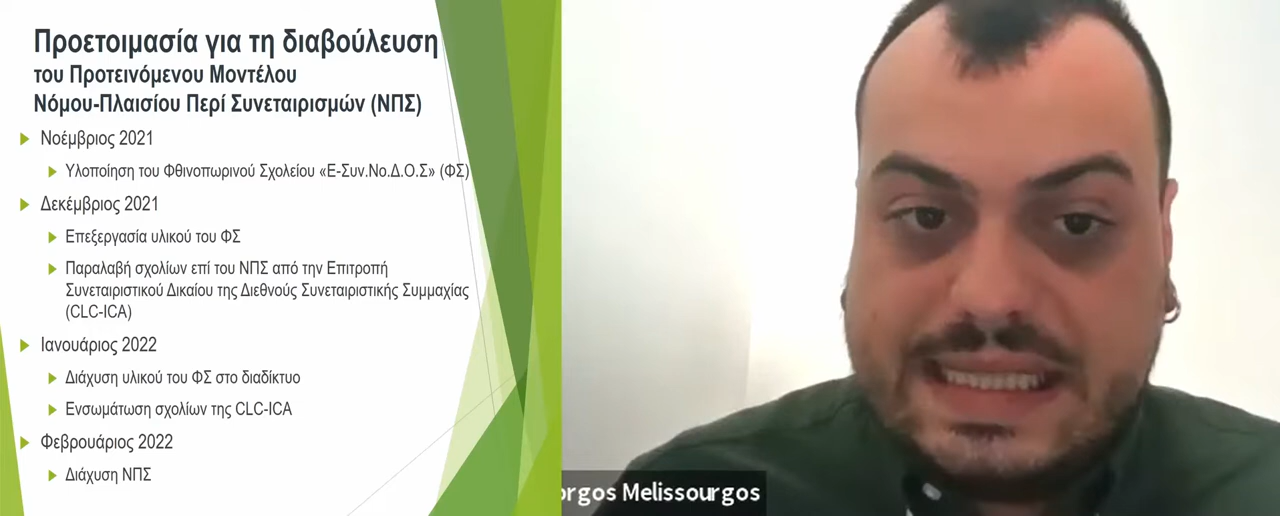 Προετοιμασία για τη διαβούλευση
του Προτεινόμενου Μοντέλου
Νόμου-Πλαισίου Περί Συνεταιρισμών (ΝΠΣ)
Νοέμβριος 2021
Υλοποίηση του Φθινοπωρινού Σχολείου «Ε-Συν.Νο.Δ.Ο.Σ» (ΦΣ)
Δεκέμβριος 2021
Επεξεργασία υλικού του ΦΣ
Παραλαβή σχολίων επί του ΝΠΣ από την Επιτροπή
Συνεταιριστικού Δικαίου της Διεθνούς Συνεταιριστικής Συμμαχίας
(CLC-ICA)
Ιανουάριος 2022
Διάχυση υλικού του ΦΣ στο διαδίκτυο
Ενσωμάτωση σχολίων της CLC-ICA
Φεβρουάριος 2022
Διάχυση ΝΠΣ
orgos Melissourgos